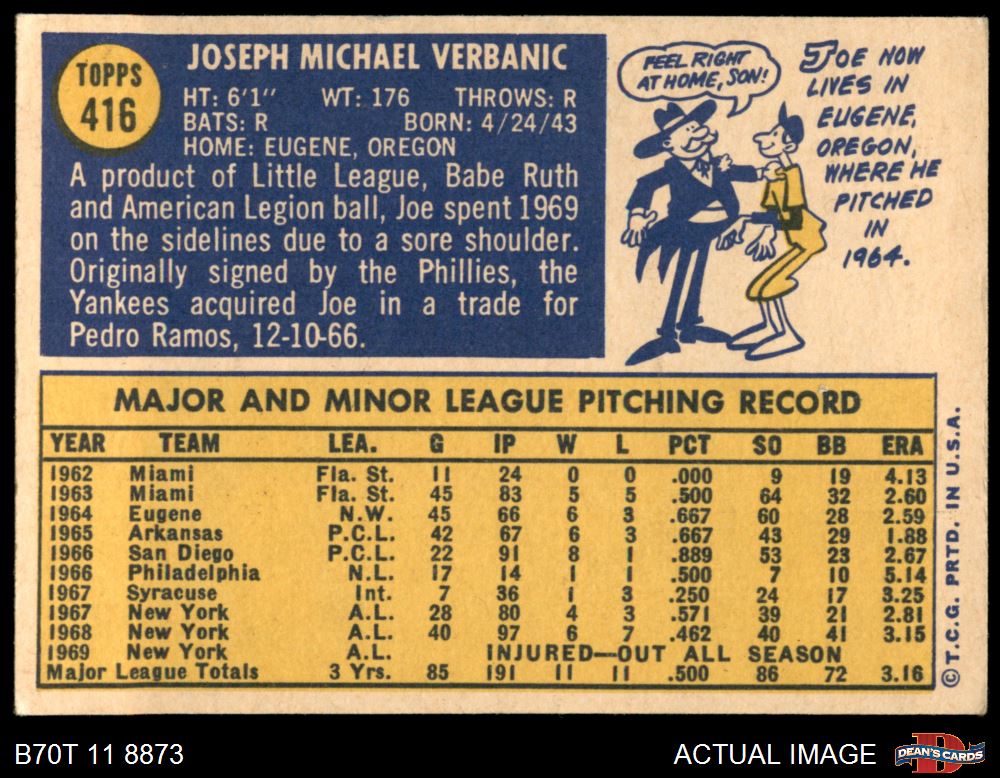 TOPPS
416
JOSEPH MICHAEL VERBANIC
HT: 6'1" WT: 176 THROWS: R
BATS: R BORN: 4/24/43
HOME: EUGENE, OREGON
A product of Little League, Babe Ruth
and American Legion ball, Joe spent 1969
on the sidelines due to a sore shoulder.
Originally signed by the Phillies, the
Yankees acquired Joe in a trade for
Pedro Ramos, 12-10-66.
FEEL RIGHT
AT HOME, SON!
JOE NOW
LIVES IN
EUGENE,
OREGON,
WHERE HE
PITCHED
IN
1964.
MAJOR AND MINOR LEAGUE PITCHING RECORD
YEAR TEAM LEA. G IP W L PCT SO BB ERA
1962 Miami Fla. St. 11 24 0 0 .000 9 19 4.13
1963 Miami Fla. St. 45 83 5 5 .500 64 32 2.60
1964 Eugene N.W. 45 66 6 3 .667 60 28 2.59
1965 Arkansas P.C.L. 42 67 6 3 .667 43 29 1.88
1966 San Diego P.C.L. 22 91 8 1 .889 53 23 2.67
1966 Philadelphia N.L. 17 14 1 1 .500 7 10 5.14
1967 Syracuse Int. 7 36 1 3 .250 24 17 3.25
1967 New York A.L. 28 80 4 3 .571 39 21 2.81
1968 New York A.L. 40 97 6 7 .462 40 41 3.15
1969 New York A.L. INJURED—OUT ALL SEASON
Major League Totals 3 Yrs. 85 191 11 11 .500 86 72 3.16
©T.C.G. PRTD. IN U.S.A.
B70T 11 8873
ACTUAL IMAGE
DEAN'S CARDS